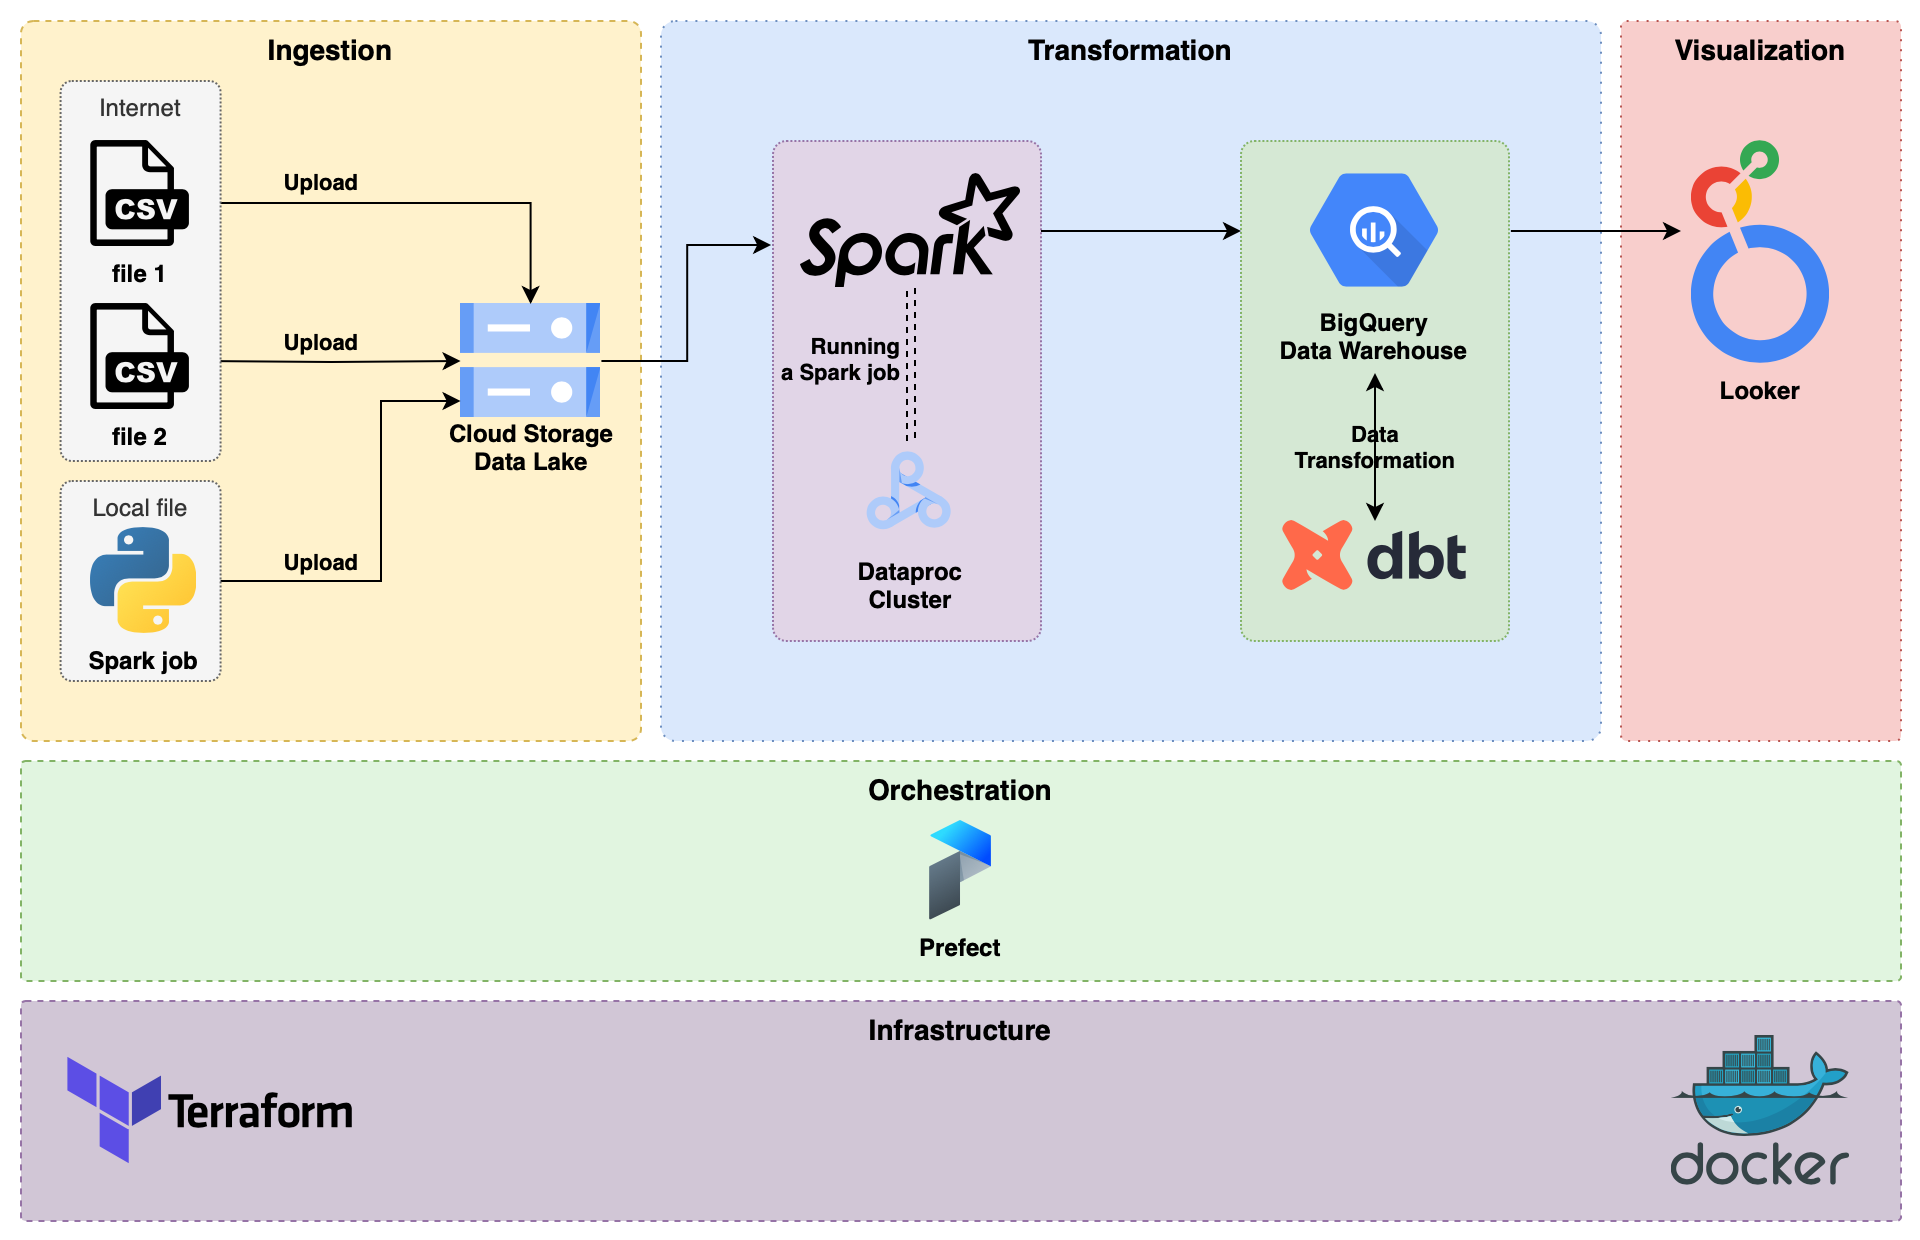 Ingestion
Internet
CSV
file 1
CSV
file 2
Local file
Spark job
Upload
Upload
Upload
Cloud Storage
Data Lake
Transformation
Spark
Running
a Spark job
Dataproc
Cluster
BigQuery
Data Warehouse
Data
Transformation
dbt
Visualization
Looker
Orchestration
Prefect
Infrastructure
Terraform
docker